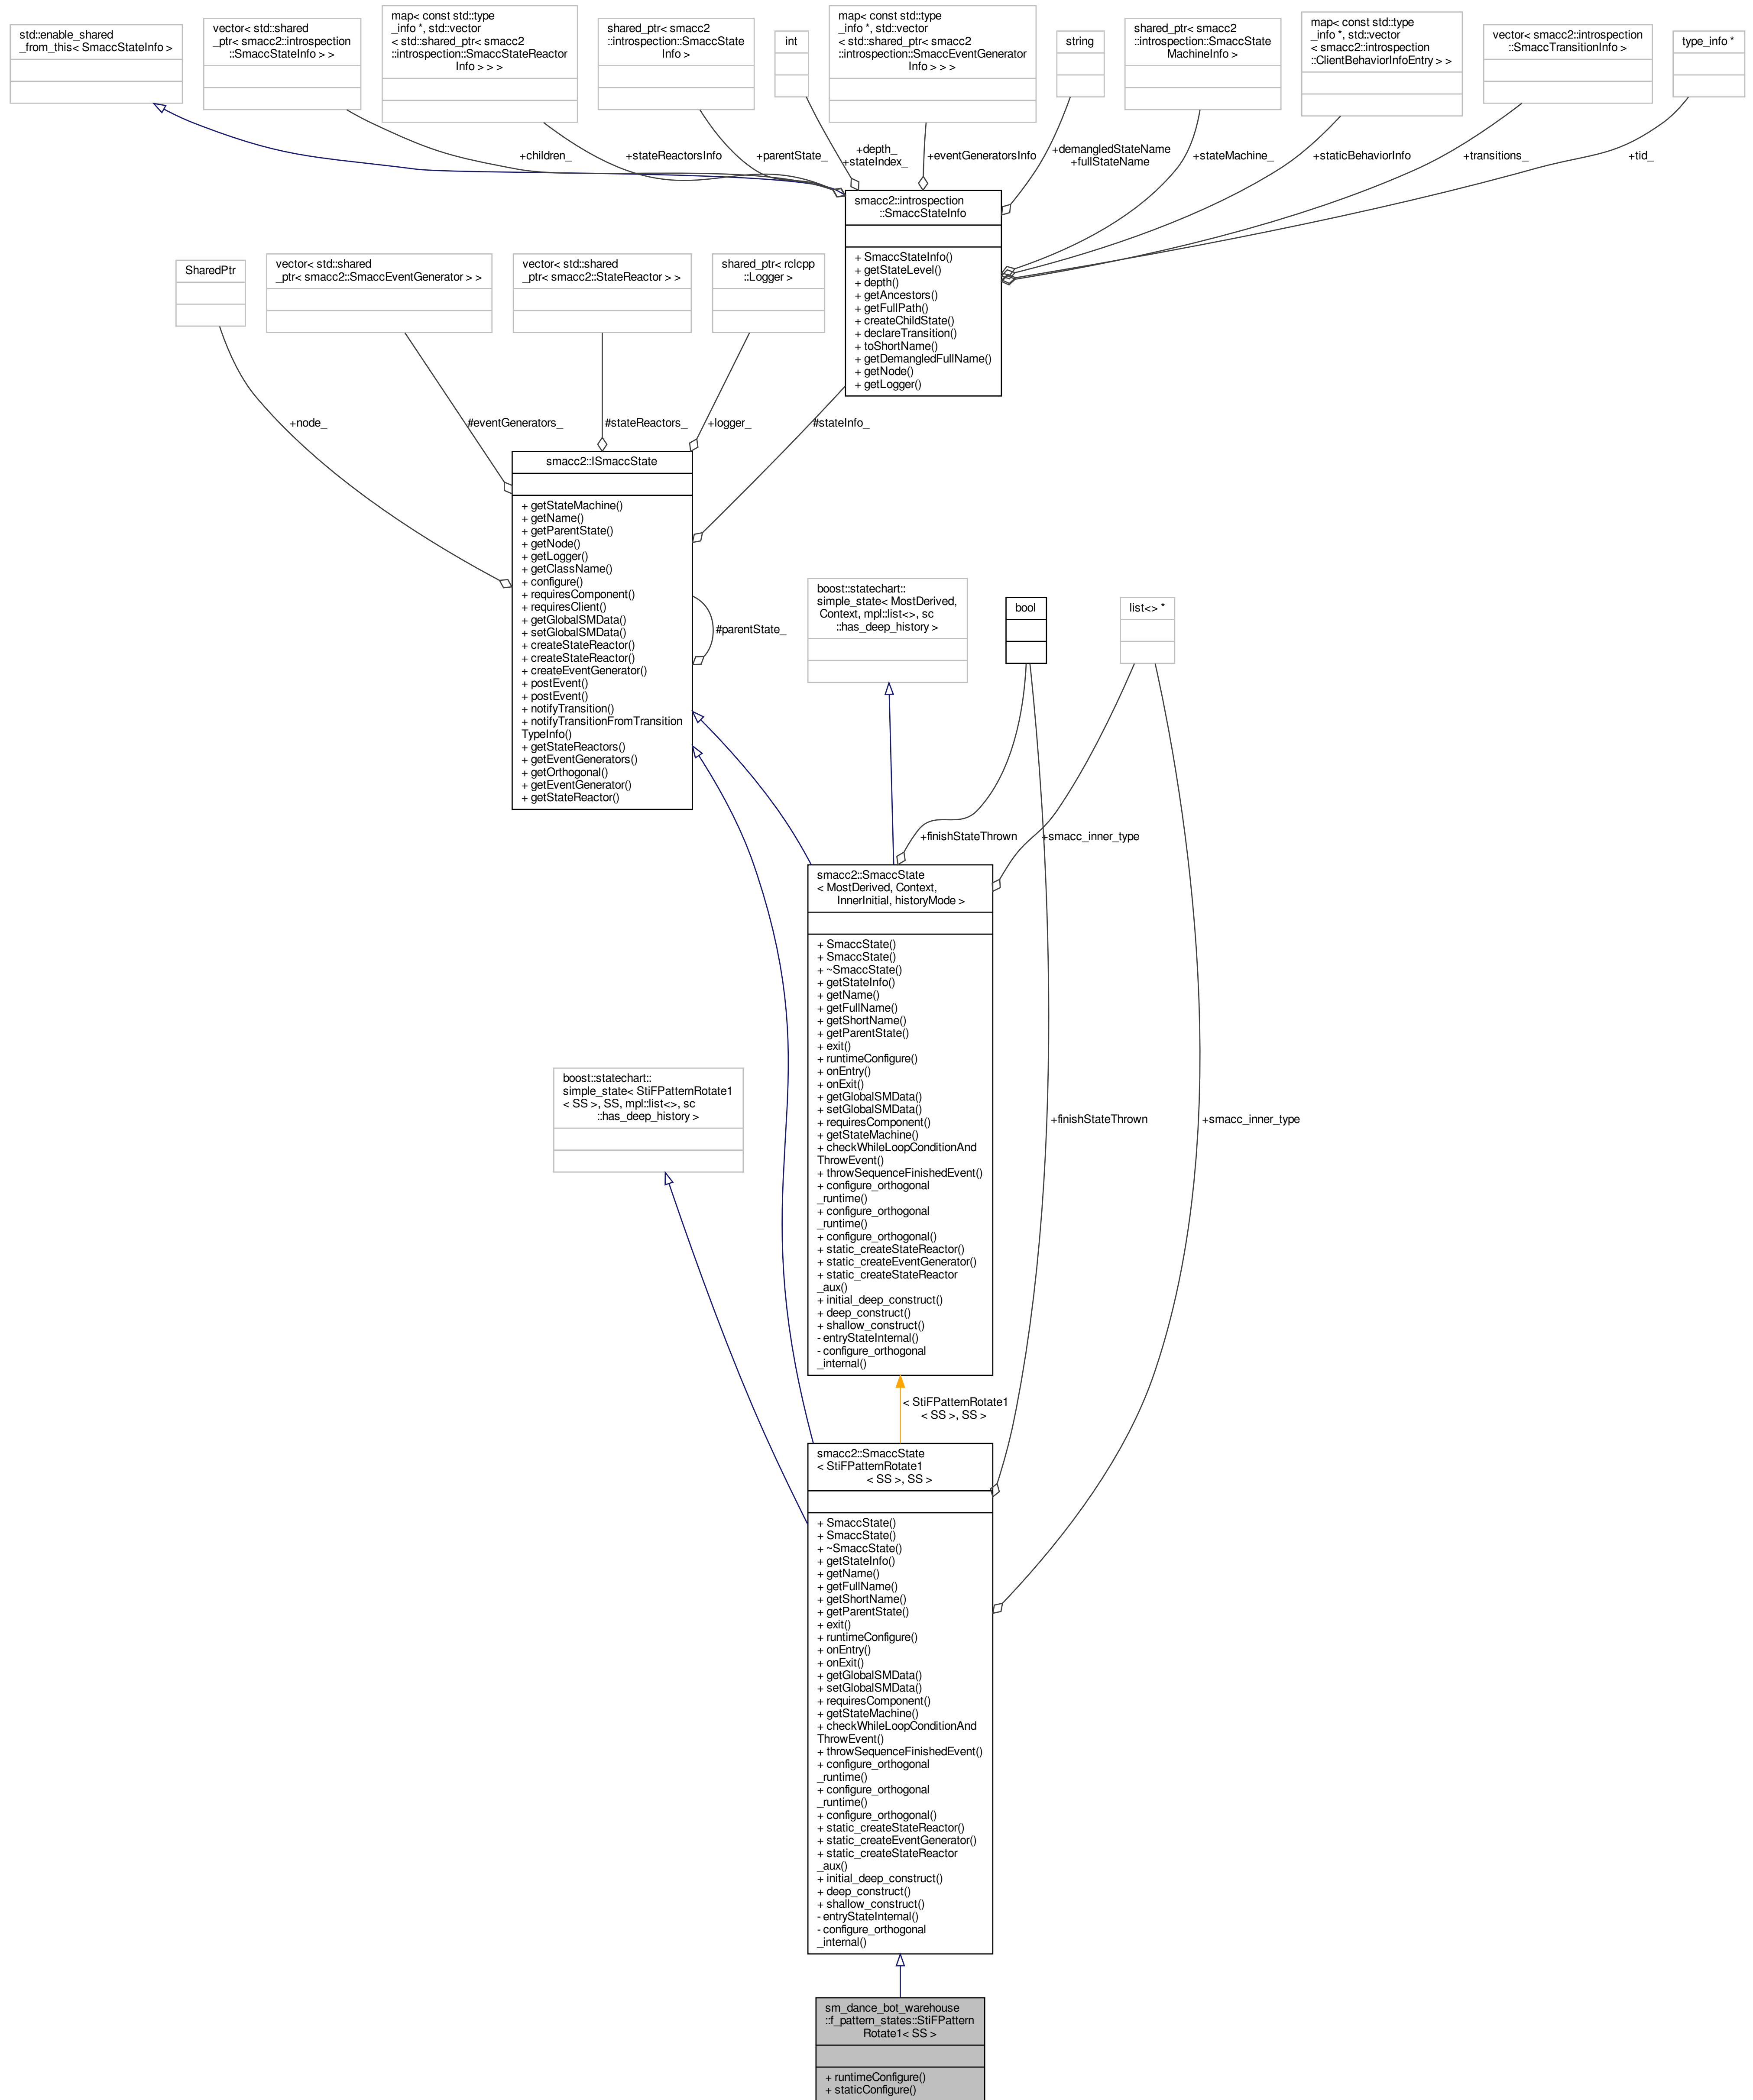 std::enable_shared
_from_this< SmaccStateInfo >
vector< std::shared
_ptr< smacc2::introspection
::SmaccStateInfo > >
map< const std::type
_info *, std::vector
< std::shared_ptr< smacc2
::introspection::SmaccStateReactor
Info > > >
shared_ptr< smacc2
::introspection::SmaccState
Info >
int
map< const std::type
_info *, std::vector
< std::shared_ptr< smacc2
::introspection::SmaccEventGenerator
Info > > >
string
shared_ptr< smacc2
::introspection::SmaccState
MachineInfo >
map< const std::type
_info *, std::vector
< smacc2::introspection
::ClientBehaviorInfoEntry > >
vector< smacc2::introspection
::SmaccTransitionInfo >
type_info *
+children_
+stateReactorsInfo
+parentState_
+depth_
+stateIndex_
+eventGeneratorsInfo
+demangledStateName
+fullStateName
+stateMachine_
+staticBehaviorInfo
+transitions_
+tid_
smacc2::introspection
::SmaccStateInfo
+ SmaccStateInfo()
+ getStateLevel()
+ depth()
+ getAncestors()
+ getFullPath()
+ createChildState()
+ declareTransition()
+ toShortName()
+ getDemangledFullName()
+ getNode()
+ getLogger()
SharedPtr
vector< std::shared
_ptr< smacc2::SmaccEventGenerator > >
vector< std::shared
_ptr< smacc2::StateReactor > >
shared_ptr< rclcpp
::Logger >
+node_
#eventGenerators_
#stateReactors_
+logger_
#stateInfo_
smacc2::ISmaccState
+ getStateMachine()
+ getName()
+ getParentState()
+ getNode()
+ getLogger()
+ getClassName()
+ configure()
+ requiresComponent()
+ requiresClient()
+ getGlobalSMData()
+ setGlobalSMData()
+ createStateReactor()
+ createStateReactor()
+ createEventGenerator()
+ postEvent()
+ postEvent()
+ notifyTransition()
+ notifyTransitionFromTransition
TypeInfo()
+ getStateReactors()
+ getEventGenerators()
+ getOrthogonal()
+ getEventGenerator()
+ getStateReactor()
#parentState_
boost::statechart::
simple_state< MostDerived,
Context, mpl::list<>, sc
::has_deep_history >
bool
list<> *
+finishStateThrown
+smacc_inner_type
smacc2::SmaccState
< MostDerived, Context,
InnerInitial, historyMode >
+ SmaccState()
+ SmaccState()
+ ~SmaccState()
+ getStateInfo()
+ getName()
+ getFullName()
+ getShortName()
+ getParentState()
+ exit()
+ runtimeConfigure()
+ onEntry()
+ onExit()
+ getGlobalSMData()
+ setGlobalSMData()
+ requiresComponent()
+ getStateMachine()
+ checkWhileLoopConditionAnd
ThrowEvent()
+ throwSequenceFinishedEvent()
+ configure_orthogonal
_runtime()
+ configure_orthogonal
_runtime()
+ configure_orthogonal()
+ static_createStateReactor()
+ static_createEventGenerator()
+ static_createStateReactor
_aux()
+ initial_deep_construct()
+ deep_construct()
+ shallow_construct()
- entryStateInternal()
- configure_orthogonal
_internal()
boost::statechart::
simple_state< StiFPatternRotate1
< SS >, SS, mpl::list<>, sc
::has_deep_history >
+finishStateThrown
+smacc_inner_type
< StiFPatternRotate1
< SS >, SS >
smacc2::SmaccState
< StiFPatternRotate1
< SS >, SS >
+ SmaccState()
+ SmaccState()
+ ~SmaccState()
+ getStateInfo()
+ getName()
+ getFullName()
+ getShortName()
+ getParentState()
+ exit()
+ runtimeConfigure()
+ onEntry()
+ onExit()
+ getGlobalSMData()
+ setGlobalSMData()
+ requiresComponent()
+ getStateMachine()
+ checkWhileLoopConditionAnd
ThrowEvent()
+ throwSequenceFinishedEvent()
+ configure_orthogonal
_runtime()
+ configure_orthogonal
_runtime()
+ configure_orthogonal()
+ static_createStateReactor()
+ static_createEventGenerator()
+ static_createStateReactor
_aux()
+ initial_deep_construct()
+ deep_construct()
+ shallow_construct()
- entryStateInternal()
- configure_orthogonal
_internal()
sm_dance_bot_warehouse
::f_pattern_states::StiFPattern
Rotate1< SS >
+ runtimeConfigure()
+ staticConfigure()